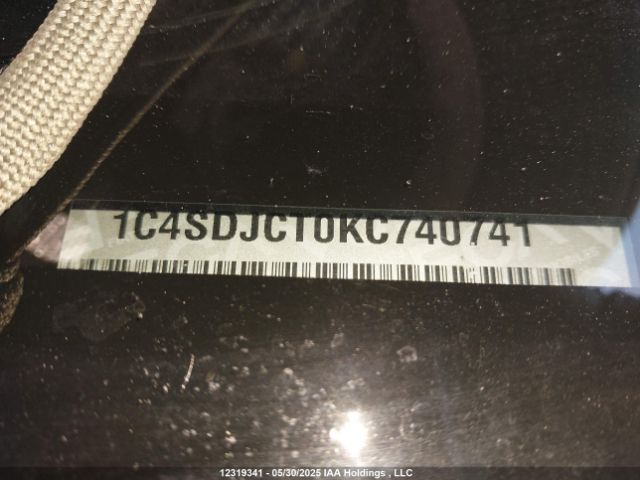 1C4SDJCT0KC740741
12319341 - 05/30/2025 IAA Holdings , LLC